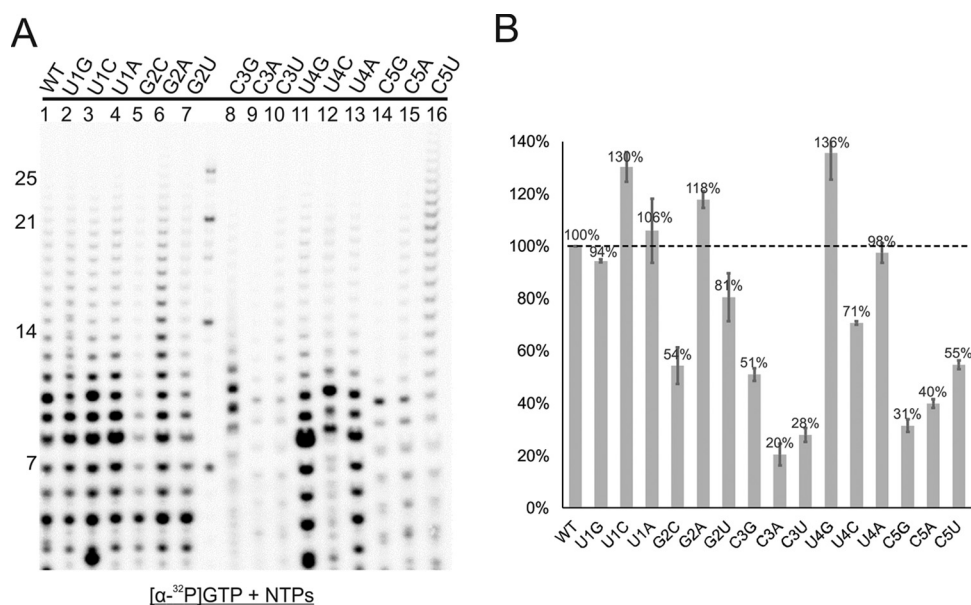 A
WT U1G U1C U1A G2C G2A G2U C3G C3A C3U U4G U4C U4A C5G C5A C5U
1 2 3 4 5 6 7 8 9 10 11 12 13 14 15 16
25
21
14
7
[α-³²P]GTP + NTPs
B
140%
120%
100%
80%
60%
40%
20%
0%
100% 94% 130% 106% 54% 118% 81% 51% 20% 28% 136% 71% 98% 31% 40% 55%
WT U1G U1C U1A G2C G2A G2U C3G C3A C3U U4G U4C U4A C5G C5A C5U